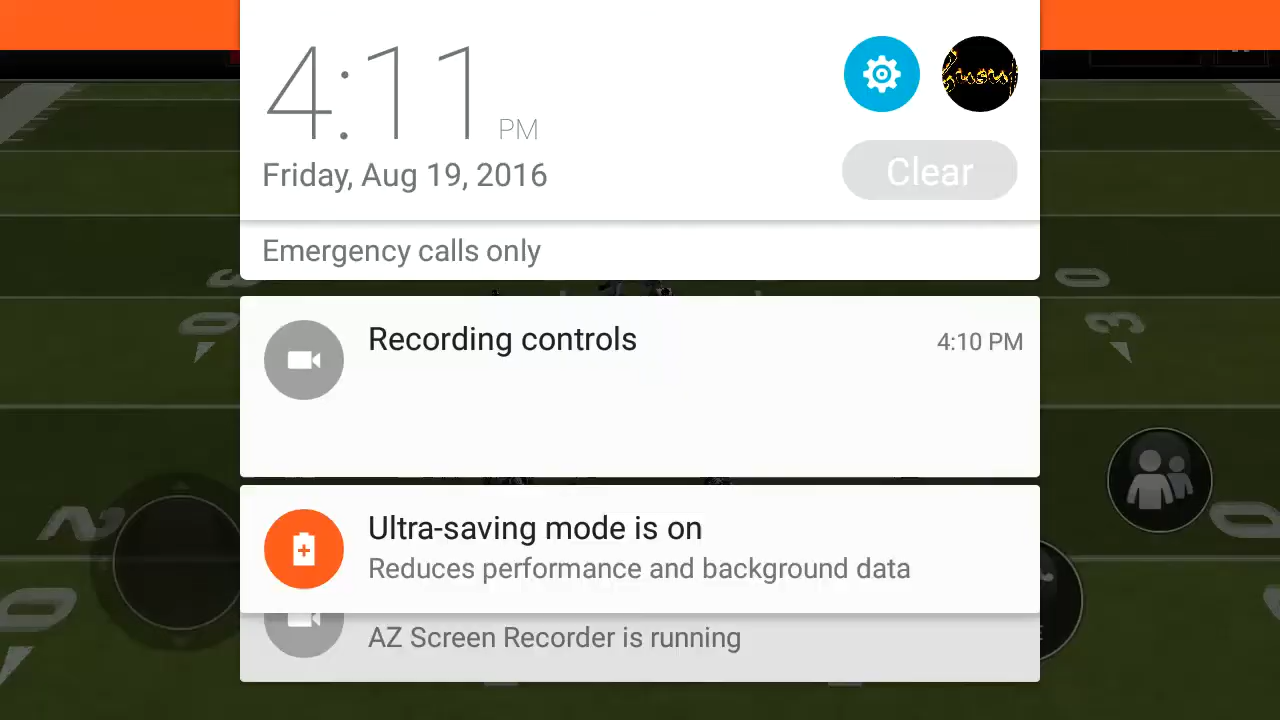 4:11 PM
Friday, Aug 19, 2016
Clear
Emergency calls only
Recording controls
4:10 PM
Ultra-saving mode is on
Reduces performance and background data
AZ Screen Recorder is running